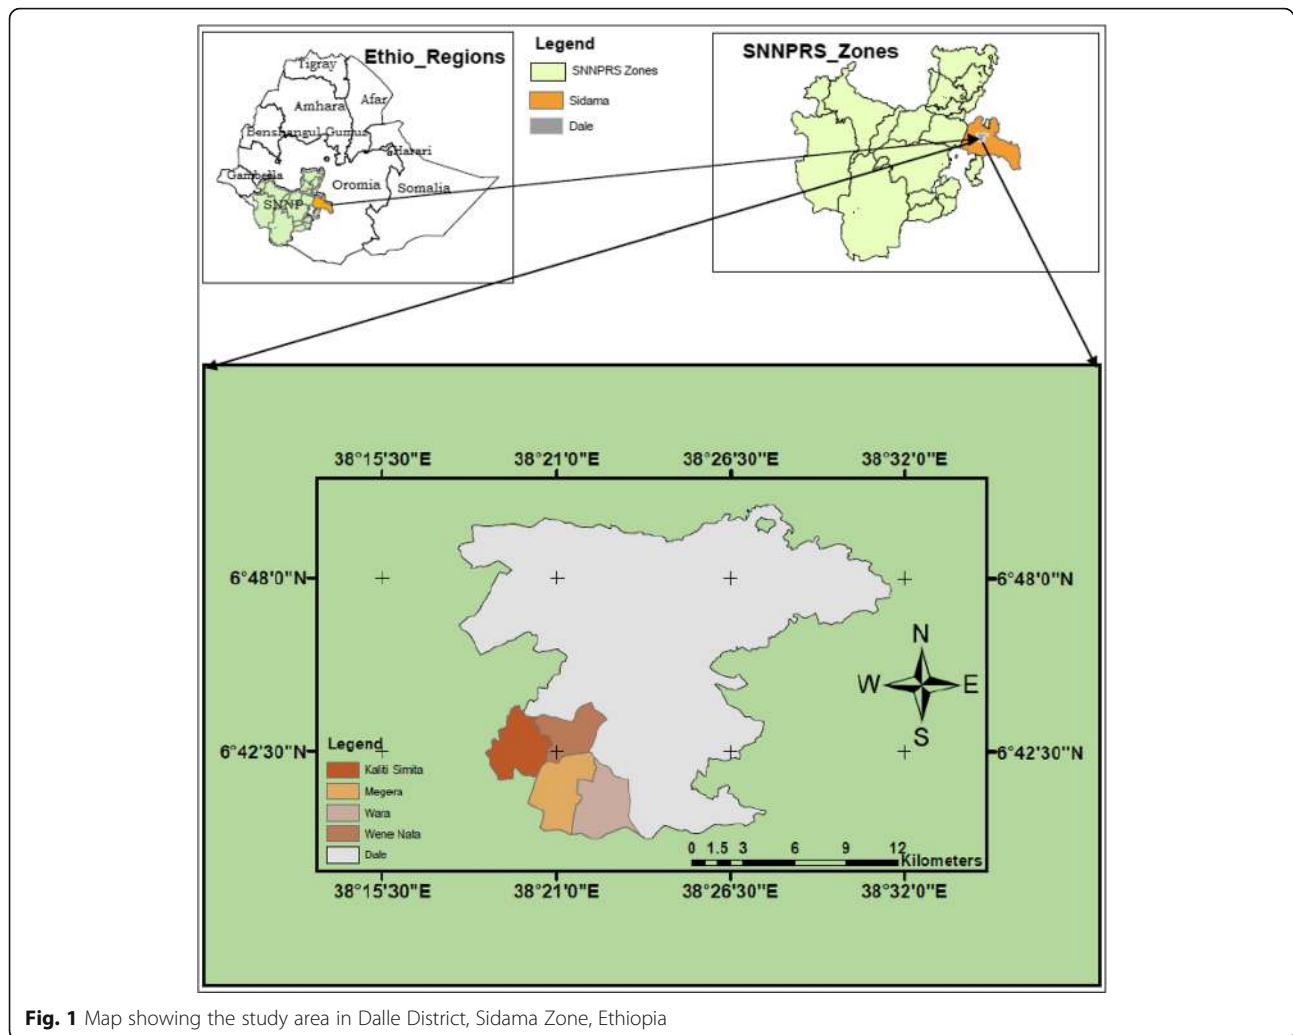 Ethio_Regions
Tigray
Afar
Amhara
Benshangul Gumuz
Harari
Gambella
Oromia
Somalia
SNNP
Legend
SNNPRS Zones
Sidama
Dale
SNNPRS_Zones
38°15'30"E 38°21'0"E 38°26'30"E 38°32'0"E
6°48'0"N 6°48'0"N
N
W E
S
6°42'30"N 6°42'30"N
Legend
Kaliti Simita
Megera
Wara
Wene Nata
Dale
0 1.5 3 6 9 12
Kilometers
38°15'30"E 38°21'0"E 38°26'30"E 38°32'0"E
Fig. 1 Map showing the study area in Dalle District, Sidama Zone, Ethiopia